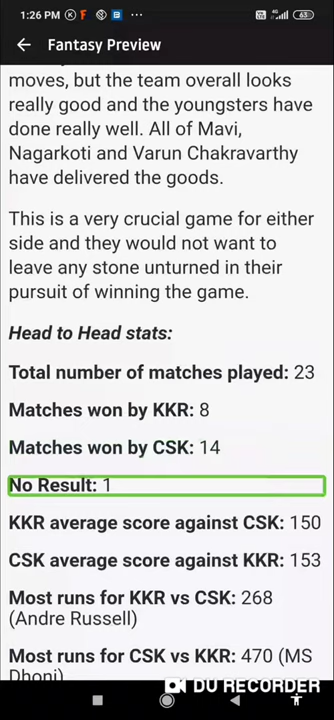 1:26 PM
63
Fantasy Preview
moves, but the team overall looks
really good and the youngsters have
done really well. All of Mavi,
Nagarkoti and Varun Chakravarthy
have delivered the goods.
This is a very crucial game for either
side and they would not want to
leave any stone unturned in their
pursuit of winning the game.
Head to Head stats:
Total number of matches played: 23
Matches won by KKR: 8
Matches won by CSK: 14
No Result: 1
KKR average score against CSK: 150
CSK average score against KKR: 153
Most runs for KKR vs CSK: 268
(Andre Russell)
Most runs for CSK vs KKR: 470 (MS
Dhoni)
DU RECORDER